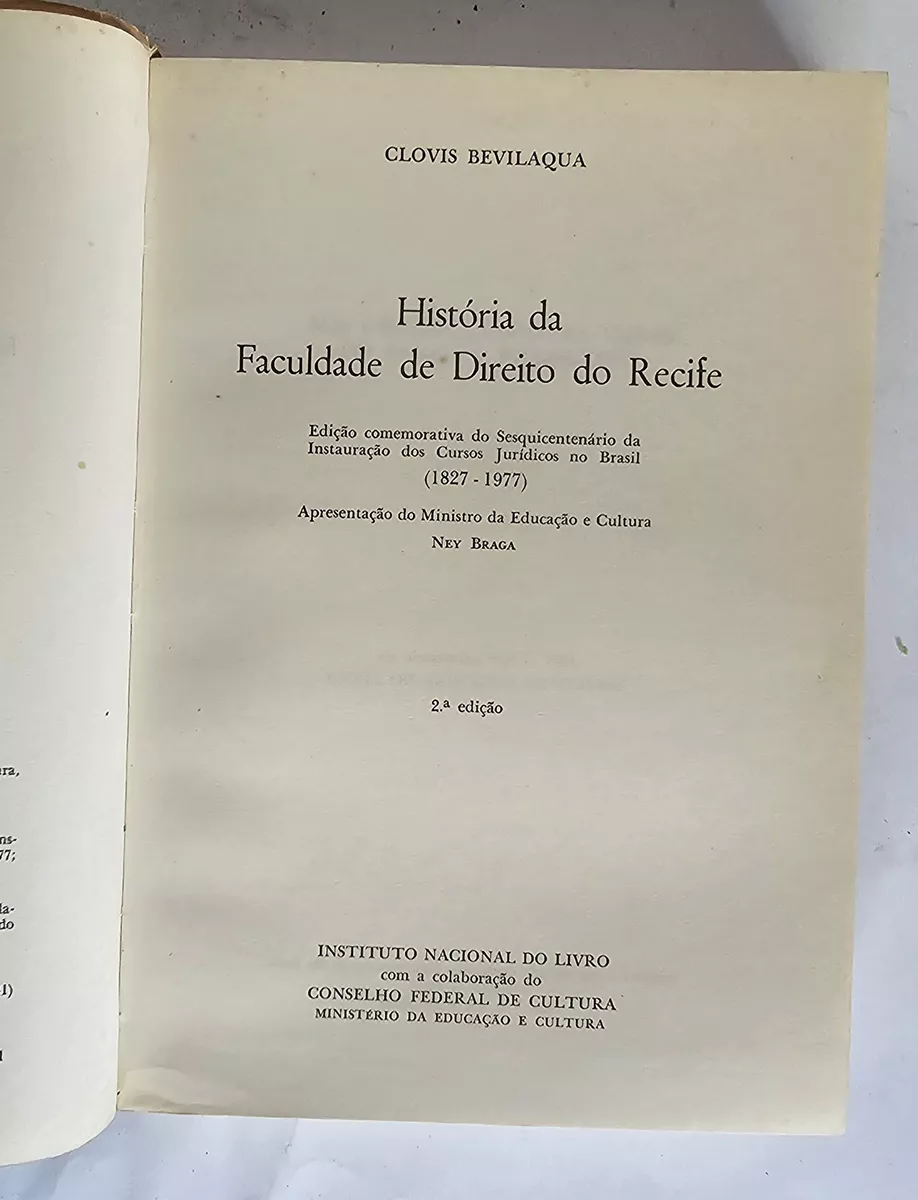 CLOVIS BEVILAQUA
História da
Faculdade de Direito do Recife
Edição comemorativa do Sesquicentenário da
Instauração dos Cursos Jurídicos no Brasil
(1827 - 1977)
Apresentação do Ministro da Educação e Cultura
NEY BRAGA
2.ª edição
INSTITUTO NACIONAL DO LIVRO
com a colaboração do
CONSELHO FEDERAL DE CULTURA
MINISTÉRIO DA EDUCAÇÃO E CULTURA